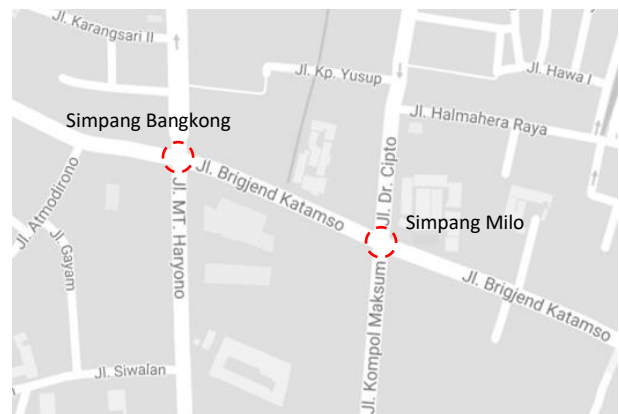 Jl. Karangsari II
Jl. Kp. Yusup
Jl. Hawa I
Simpang Bangkong
Jl. Halmahera Raya
Jl. Atmodirono
Jl. Brigjend Katamso
Jl. Dr. Cipto
Jl. MT. Haryono
Simpang Milo
Jl. Gayam
Jl. Brigjend Katamso
Jl. Kompol Maksum
Jl. Siwalan